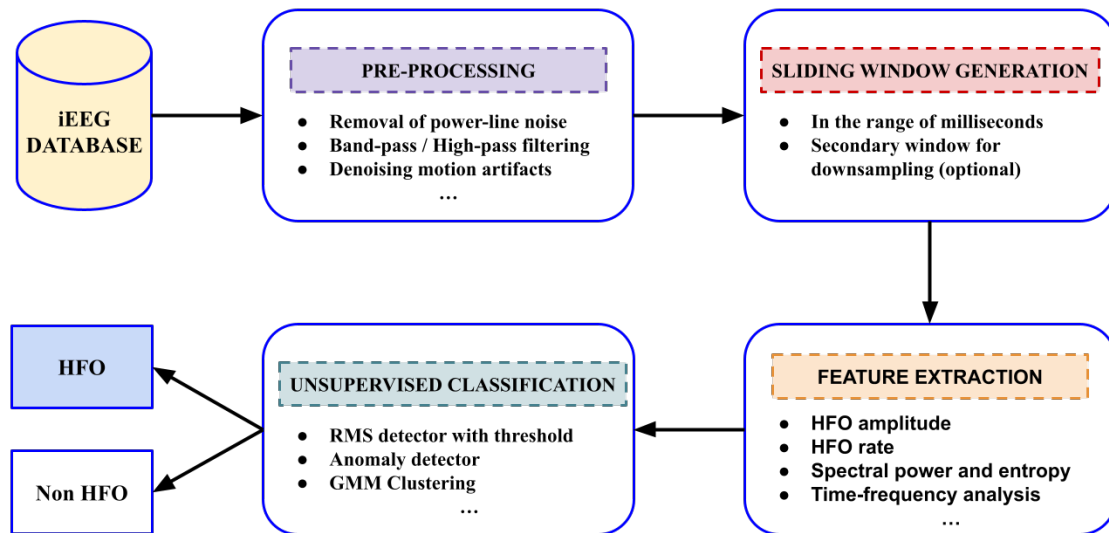 iEEG
DATABASE
PRE-PROCESSING
● Removal of power-line noise
● Band-pass / High-pass filtering
● Denoising motion artifacts
…
SLIDING WINDOW GENERATION
● In the range of milliseconds
● Secondary window for
downsampling (optional)
FEATURE EXTRACTION
● HFO amplitude
● HFO rate
● Spectral power and entropy
● Time-frequency analysis
…
UNSUPERVISED CLASSIFICATION
● RMS detector with threshold
● Anomaly detector
● GMM Clustering
…
HFO
Non HFO